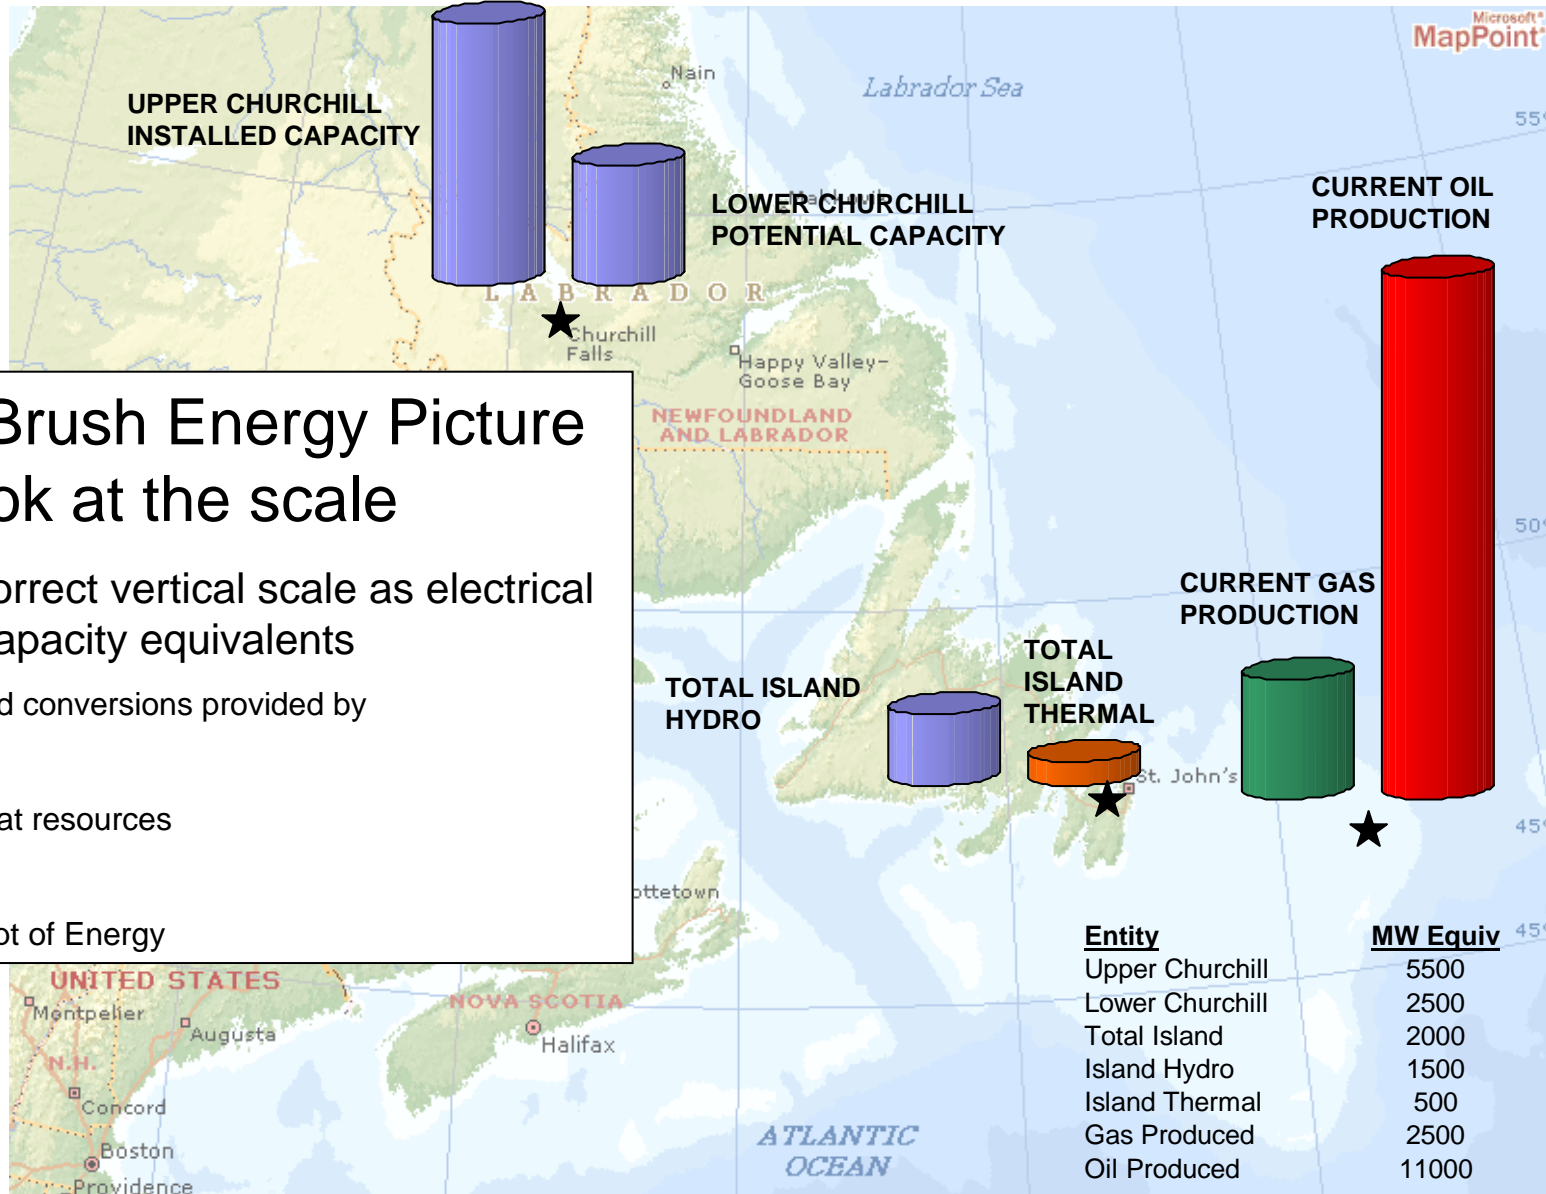 Microsoft®
MapPoint®
Nain
Labrador Sea
UPPER CHURCHILL
INSTALLED CAPACITY
55°
CURRENT OIL
PRODUCTION
LOWER CHURCHILL
POTENTIAL CAPACITY
LABRADOR
Churchill
Falls
Happy Valley-
Goose Bay
Brush Energy Picture
ok at the scale
NEWFOUNDLAND
AND LABRADOR
50°
orrect vertical scale as electrical
apacity equivalents
CURRENT GAS
PRODUCTION
TOTAL
ISLAND
THERMAL
TOTAL ISLAND
HYDRO
d conversions provided by
St. John's
at resources
45°
ottetown
pt of Energy
Entity MW Equiv
45°
Upper Churchill 5500
Lower Churchill 2500
Total Island 2000
Island Hydro 1500
Island Thermal 500
Gas Produced 2500
Oil Produced 11000
UNITED STATES
NOVA SCOTIA
Montpelier
Augusta
Halifax
N.H.
Concord
Boston
Providence
ATLANTIC
OCEAN